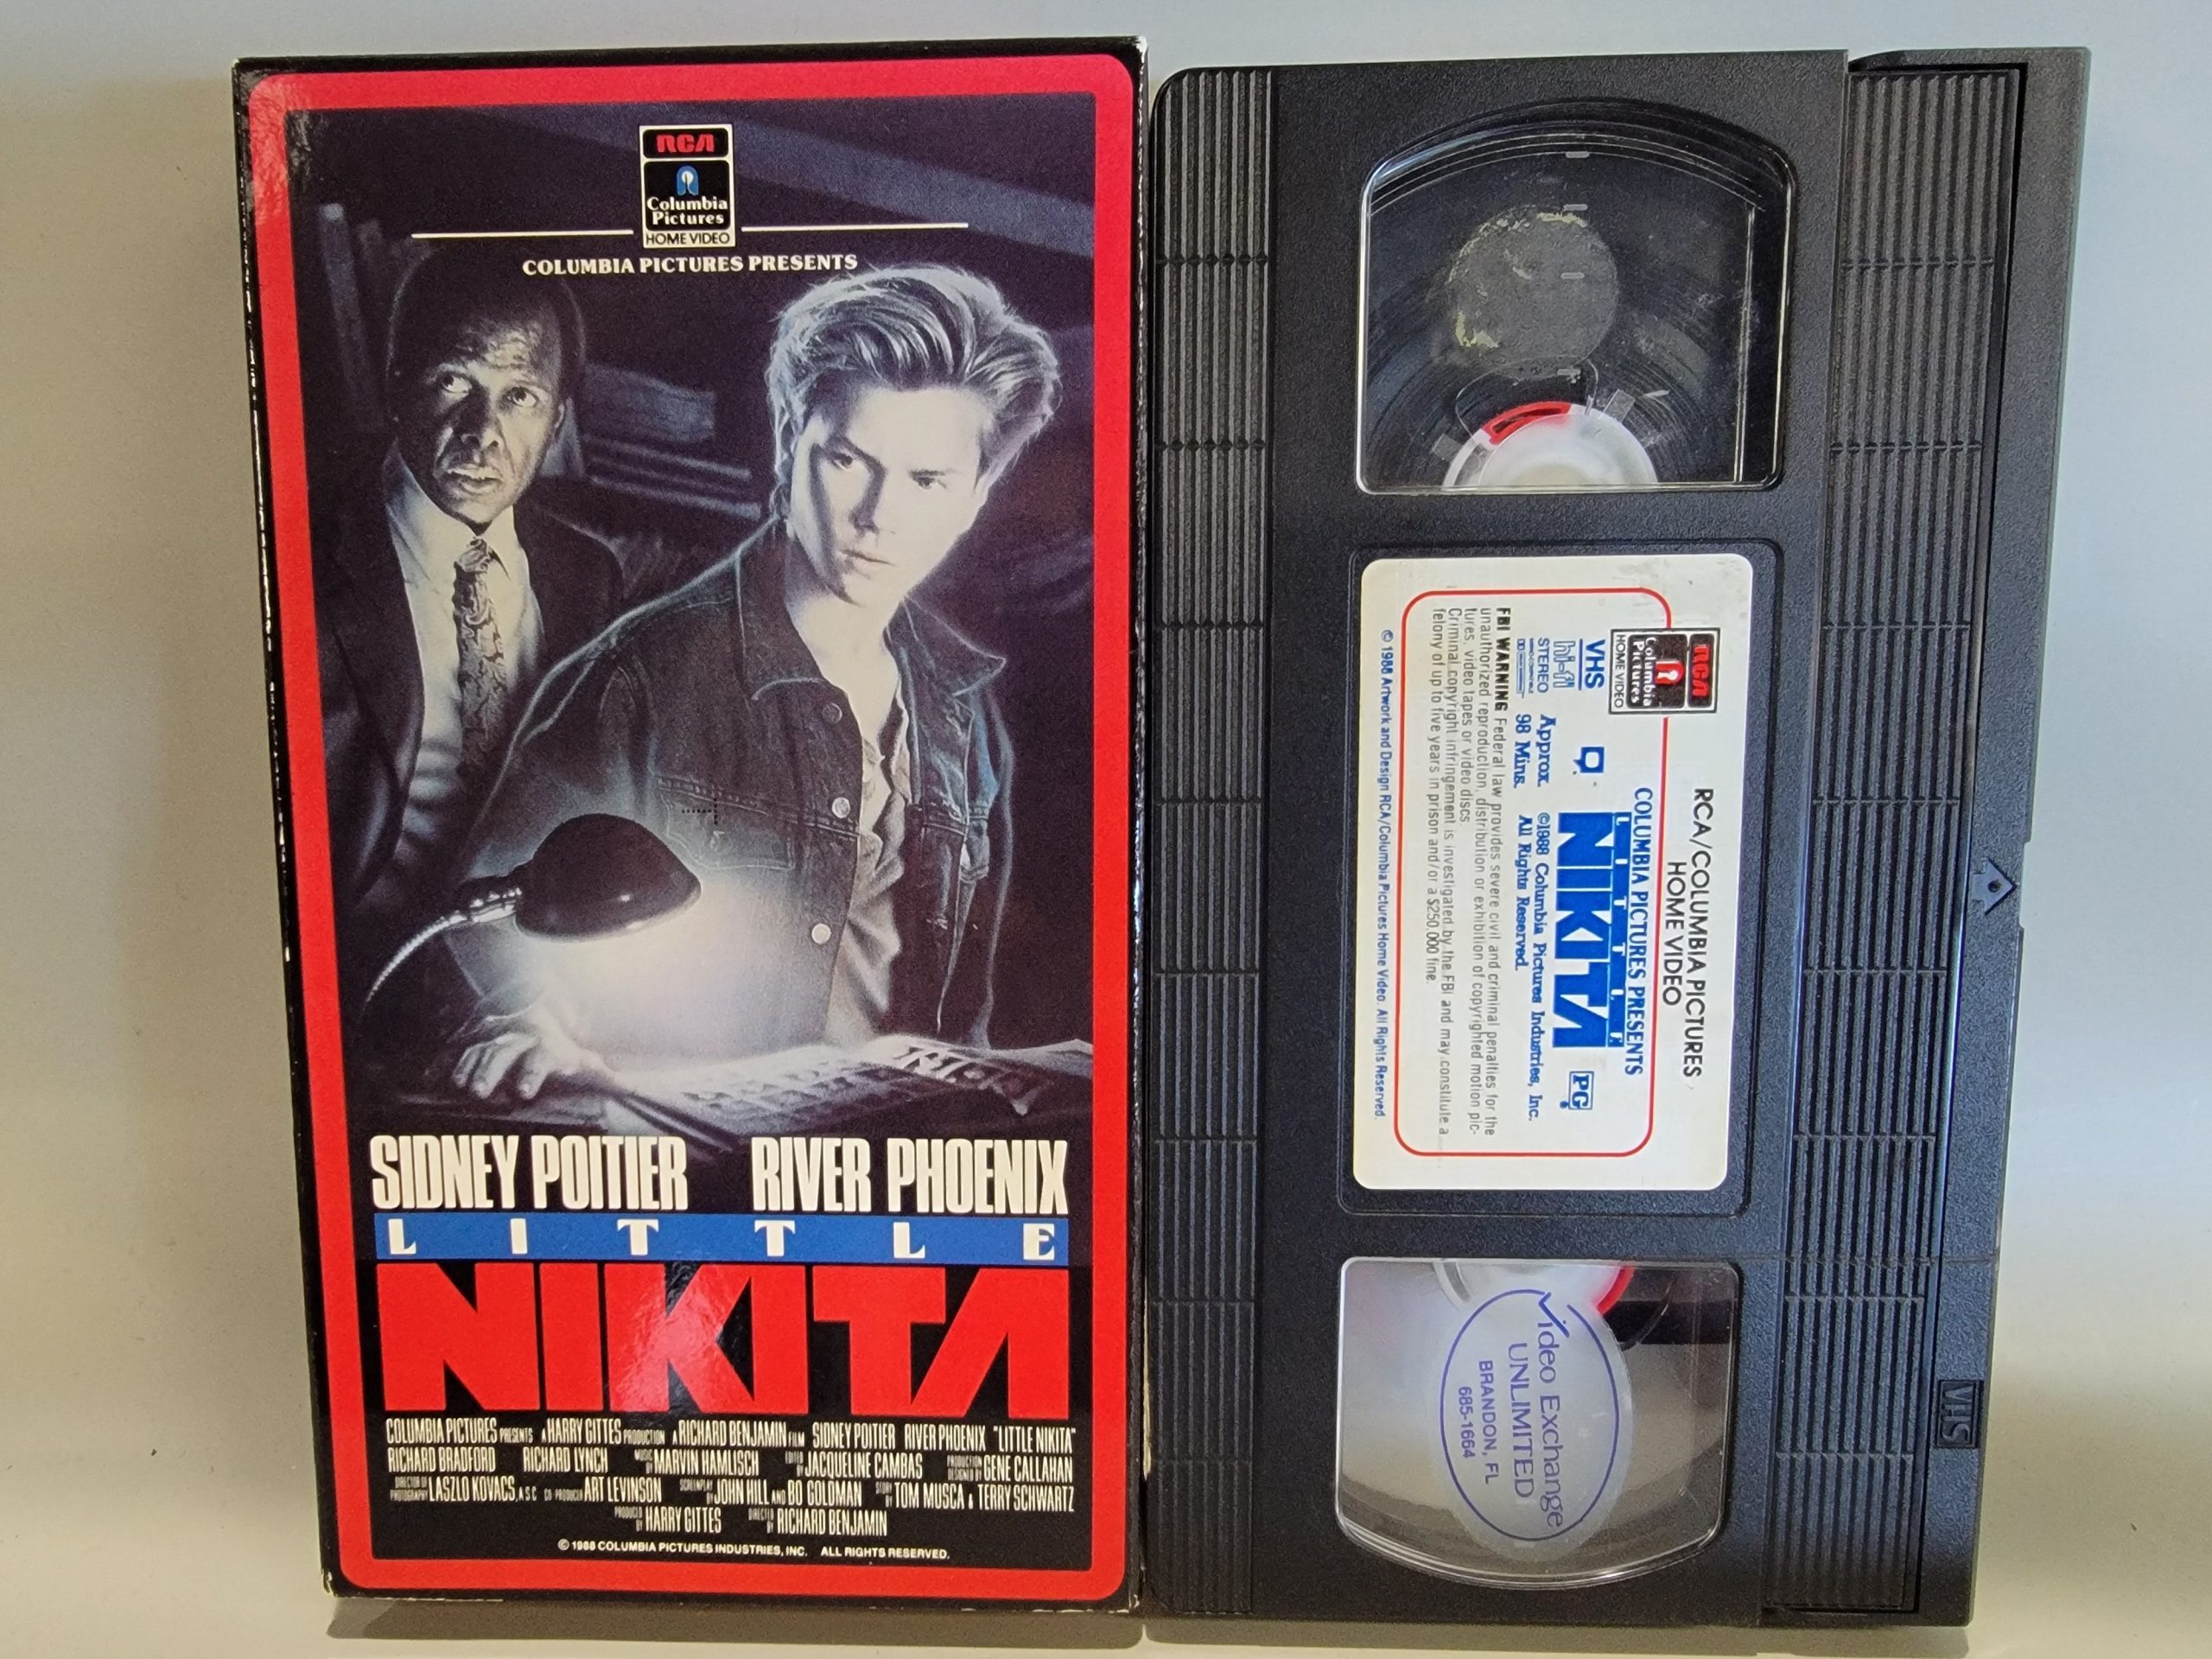 RCA
Columbia
Pictures
HOME VIDEO
COLUMBIA PICTURES PRESENTS
SIDNEY POITIER RIVER PHOENIX
LITTLE
NIKITA
COLUMBIA PICTURES PRESENTS A HARRY GITTES PRODUCTION A RICHARD BENJAMIN FILM SIDNEY POITIER RIVER PHOENIX "LITTLE NIKITA"
RICHARD BRADFORD RICHARD LYNCH MUSIC BY MARVIN HAMLISCH EDITED BY JACQUELINE CAMBAS PRODUCTION DESIGNED BY GENE CALLAHAN
DIRECTOR OF PHOTOGRAPHY LASZLO KOVACS, A.S.C. CO-PRODUCER ART LEVINSON SCREENPLAY BY JOHN HILL AND BO GOLDMAN STORY BY TOM MUSCA & TERRY SCHWARTZ
PRODUCED BY HARRY GITTES DIRECTED BY RICHARD BENJAMIN
© 1988 COLUMBIA PICTURES INDUSTRIES, INC. ALL RIGHTS RESERVED.
RCA
Columbia
Pictures
HOME VIDEO
RCA/COLUMBIA PICTURES
HOME VIDEO
COLUMBIA PICTURES PRESENTS
LITTLE
NIKITA
PG
VHS
hi-fi
STEREO
Approx.
98 Mins.
©1988 Columbia Pictures Industries, Inc.
All Rights Reserved.
FBI WARNING Federal law provides severe civil and criminal penalties for the
unauthorized reproduction, distribution or exhibition of copyrighted motion pic-
tures, video tapes or video discs
Criminal copyright infringement is investigated by the FBI and may constitute a
felony of up to five years in prison and/or a $250,000 fine.
© 1988 Artwork and Design RCA/Columbia Pictures Home Video. All Rights Reserved.
Video Exchange
UNLIMITED
BRANDON, FL
685-1664
VHS